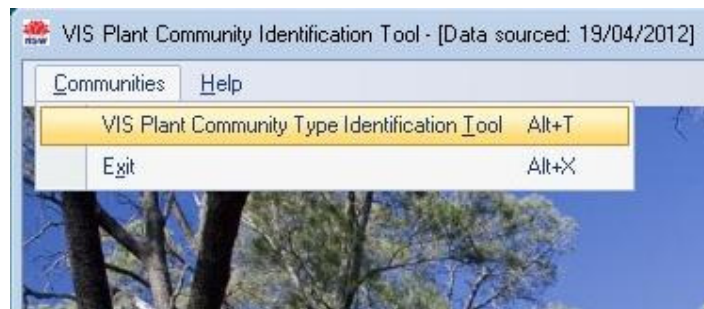 VIS Plant Community Identification Tool - [Data sourced: 19/04/2012]
Communities Help
VIS Plant Community Type Identification Tool Alt+T
Exit Alt+X